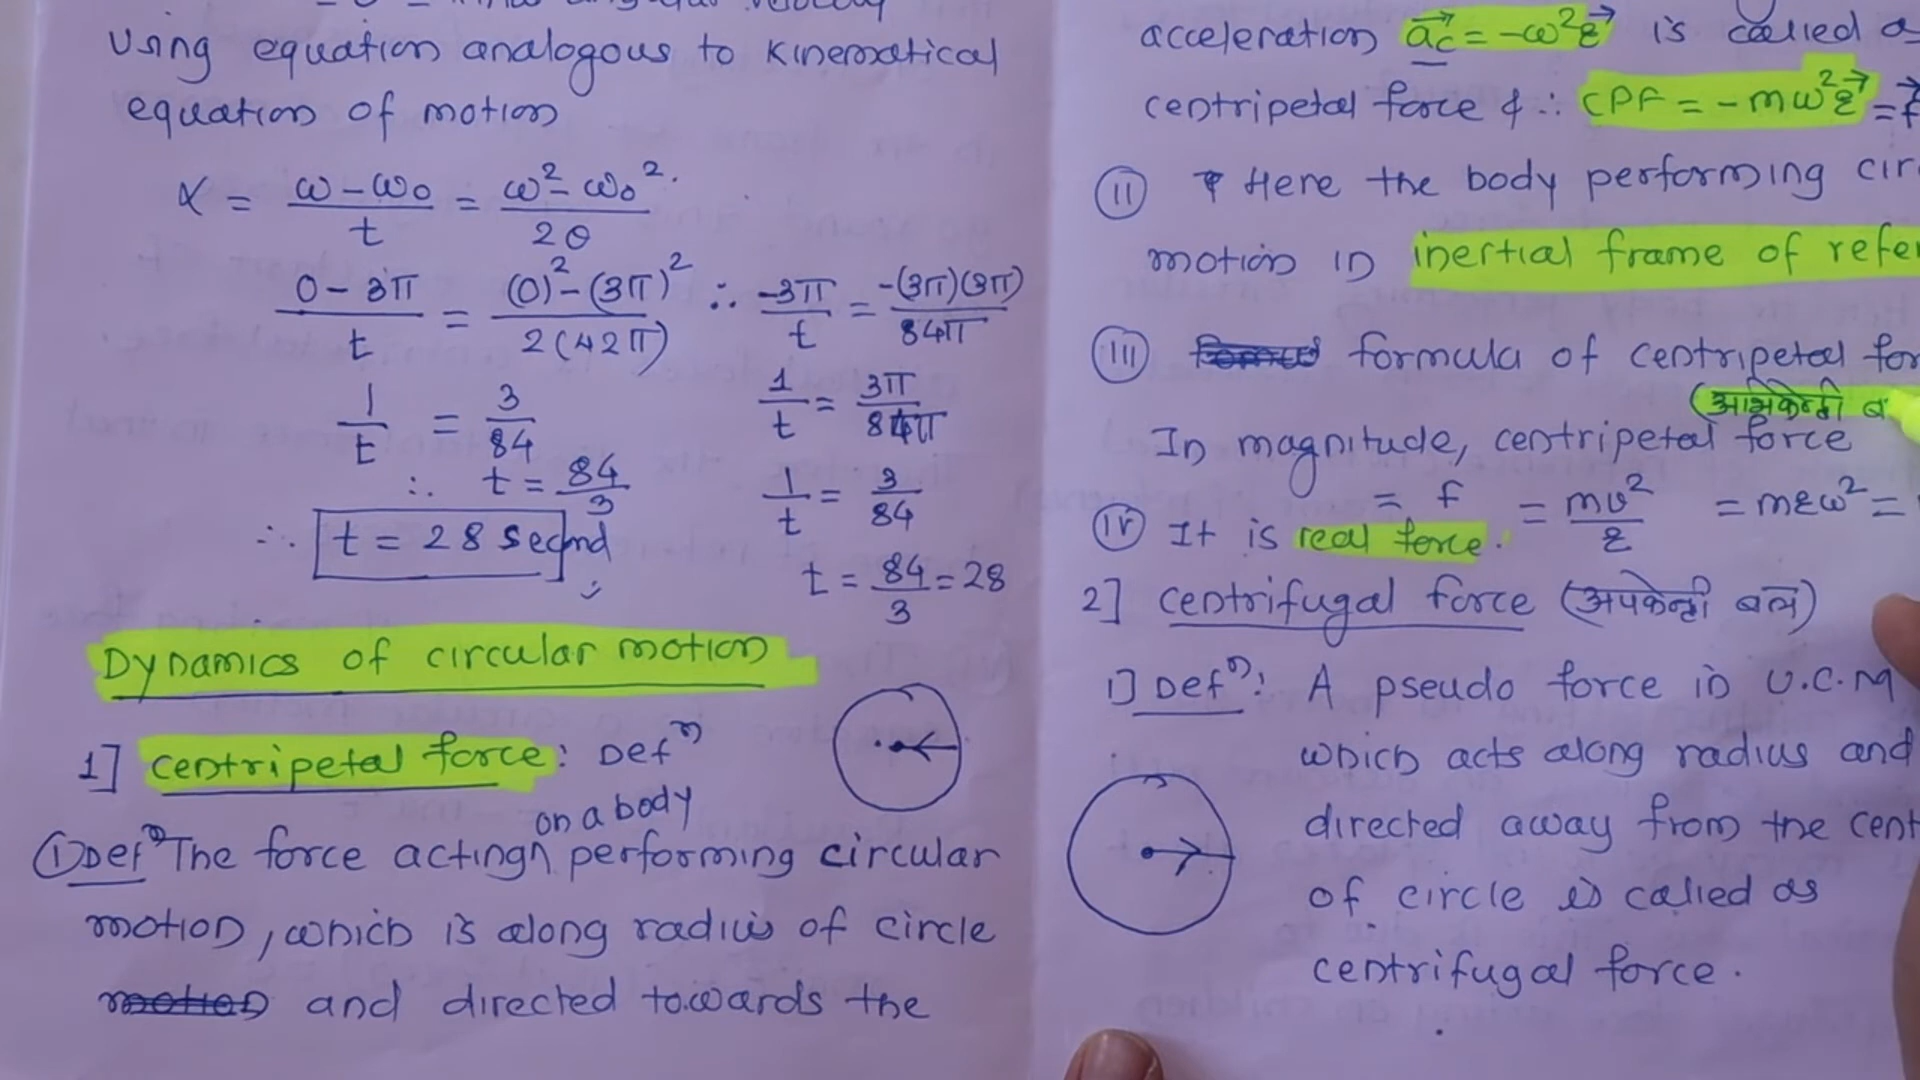 Using equation analogous to kinematical
equation of motion
α = ω - ω₀ / t = ω² - ω₀² / 2θ
0 - 3π / t = (0)² - (3π)² / 2(42π) ∴ -3π / t = -(3π)(3π) / 84π
1/t = 3/84
1/t = 3π/84π
∴ t = 84/3
1/t = 3/84
∴ t = 28 second
t = 84/3 = 28
Dynamics of circular motion
1] centripetal force : Defⁿ
on a body
① Defⁿ The force acting^ performing circular
motion, which is along radius of circle
and directed towards the
acceleration a⃗c = -ω²r⃗ is called
centripetal force & ∴ CPF = -mω²r⃗ =
(II) Here the body performing
motion in inertial frame of
(III) formula of centripetal
(अभिकेन्द्री
In magnitude, centripetal force
= F = mv²/r = mrω² =
(IV) It is real force.
2] centrifugal force (अपकेन्द्री बल)
1] Defⁿ: A pseudo force in U.C.M
which acts along radius and
directed away from the
of circle is called as
centrifugal force.